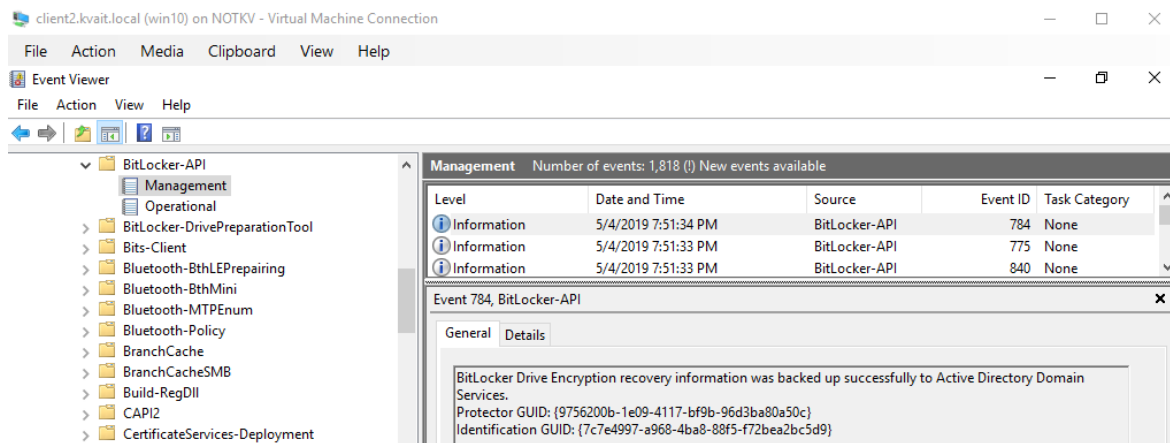 client2.kvait.local (win10) on NOTKV - Virtual Machine Connection
File Action Media Clipboard View Help
Event Viewer
File Action View Help
BitLocker-API
Management
Operational
BitLocker-DrivePreparationTool
Bits-Client
Bluetooth-BthLEPrepairing
Bluetooth-BthMini
Bluetooth-MTPEnum
Bluetooth-Policy
BranchCache
BranchCacheSMB
Build-RegDll
CAPI2
CertificateServices-Deployment
Management Number of events: 1,818 (!) New events available
Level Date and Time Source Event ID Task Category
Information 5/4/2019 7:51:34 PM BitLocker-API 784 None
Information 5/4/2019 7:51:33 PM BitLocker-API 775 None
Information 5/4/2019 7:51:33 PM BitLocker-API 840 None
Event 784, BitLocker-API
General Details
BitLocker Drive Encryption recovery information was backed up successfully to Active Directory Domain
Services.
Protector GUID: {9756200b-1e09-4117-bf9b-96d3ba80a50c}
Identification GUID: {7c7e4997-a968-4ba8-88f5-f72bea2bc5d9}